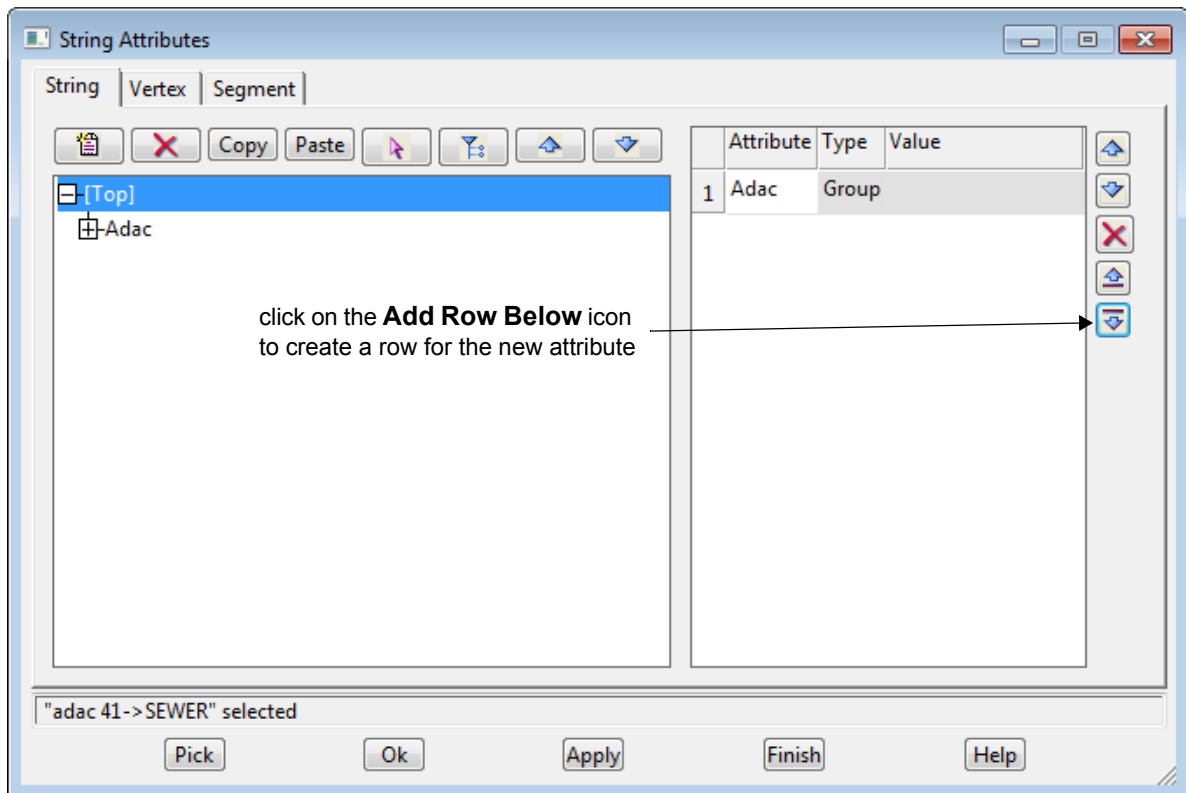 String Attributes
String Vertex Segment
Copy Paste
Attribute Type Value
[Top]
1 Adac Group
Adac
click on the Add Row Below icon
to create a row for the new attribute
"adac 41->SEWER" selected
Pick Ok Apply Finish Help